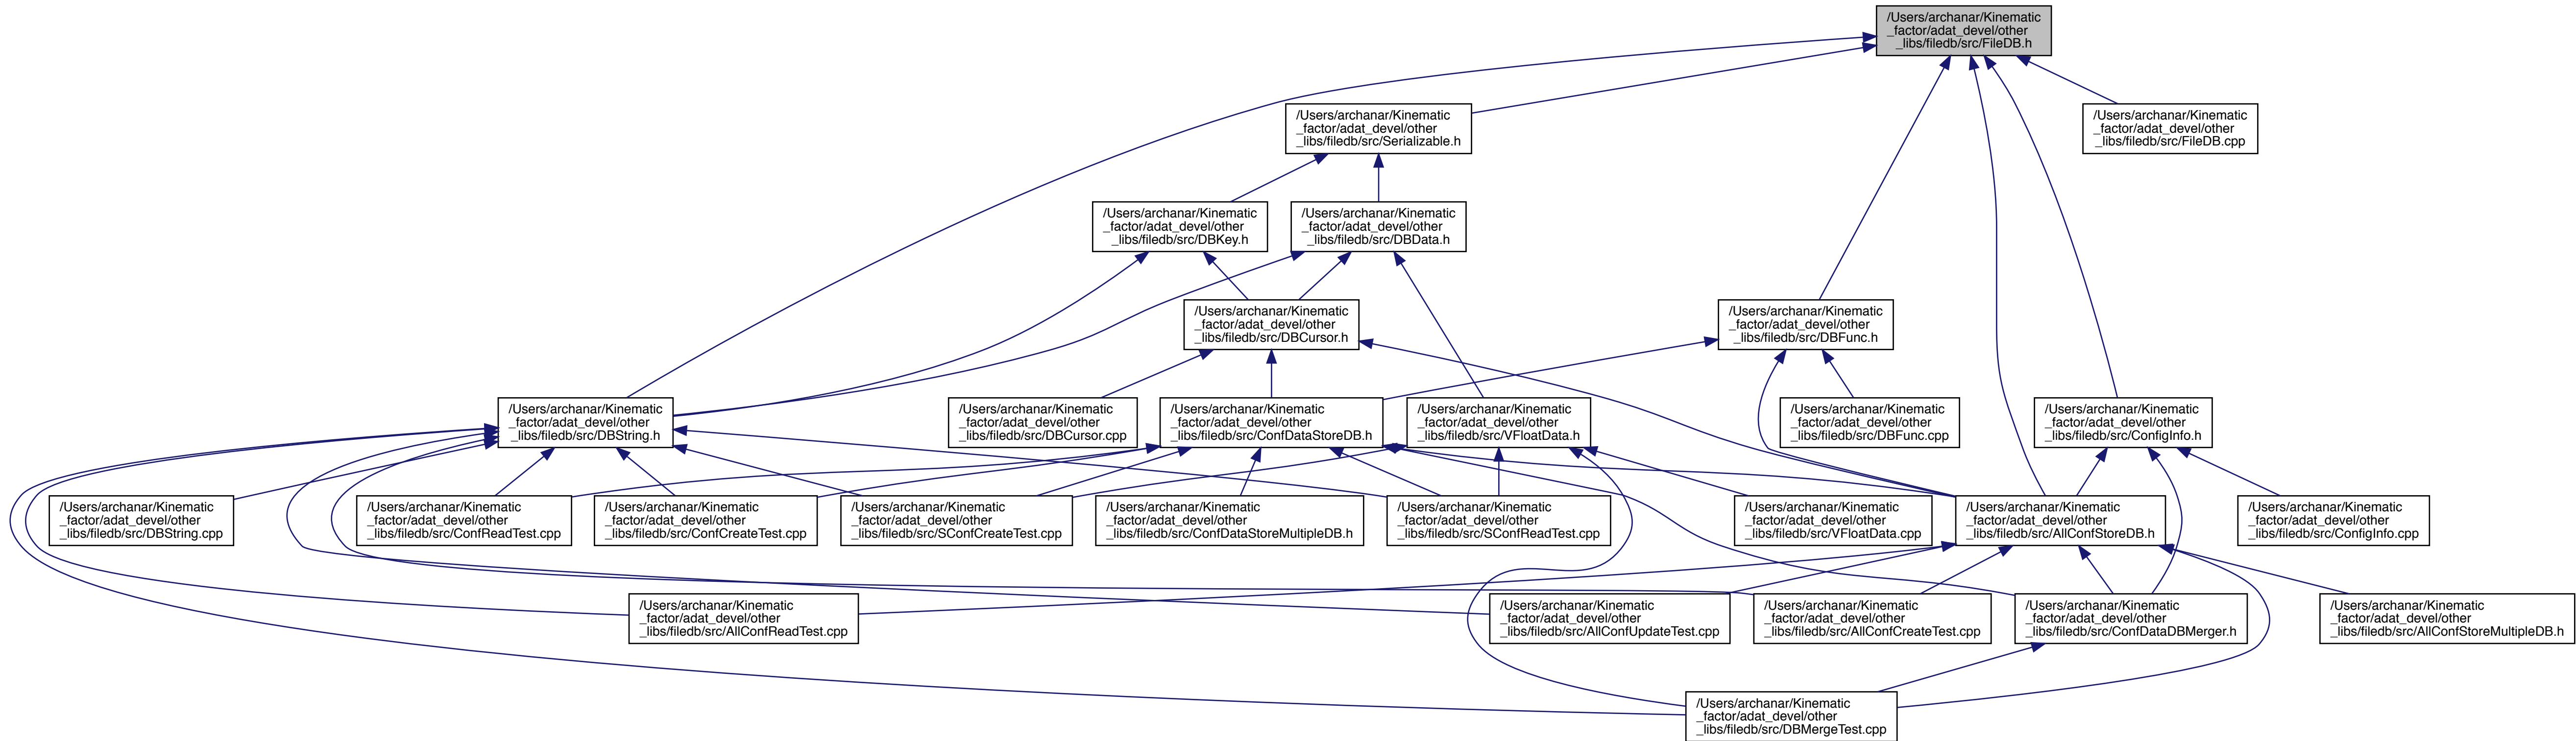 /Users/archanar/Kinematic
_factor/adat_devel/other
_libs/filedb/src/FileDB.h
/Users/archanar/Kinematic
_factor/adat_devel/other
_libs/filedb/src/Serializable.h
/Users/archanar/Kinematic
_factor/adat_devel/other
_libs/filedb/src/FileDB.cpp
/Users/archanar/Kinematic
_factor/adat_devel/other
_libs/filedb/src/DBKey.h
/Users/archanar/Kinematic
_factor/adat_devel/other
_libs/filedb/src/DBData.h
/Users/archanar/Kinematic
_factor/adat_devel/other
_libs/filedb/src/DBCursor.h
/Users/archanar/Kinematic
_factor/adat_devel/other
_libs/filedb/src/DBFunc.h
/Users/archanar/Kinematic
_factor/adat_devel/other
_libs/filedb/src/DBString.h
/Users/archanar/Kinematic
_factor/adat_devel/other
_libs/filedb/src/DBCursor.cpp
/Users/archanar/Kinematic
_factor/adat_devel/other
_libs/filedb/src/ConfDataStoreDB.h
/Users/archanar/Kinematic
_factor/adat_devel/other
_libs/filedb/src/VFloatData.h
/Users/archanar/Kinematic
_factor/adat_devel/other
_libs/filedb/src/DBFunc.cpp
/Users/archanar/Kinematic
_factor/adat_devel/other
_libs/filedb/src/ConfigInfo.h
/Users/archanar/Kinematic
_factor/adat_devel/other
_libs/filedb/src/DBString.cpp
/Users/archanar/Kinematic
_factor/adat_devel/other
_libs/filedb/src/ConfReadTest.cpp
/Users/archanar/Kinematic
_factor/adat_devel/other
_libs/filedb/src/ConfCreateTest.cpp
/Users/archanar/Kinematic
_factor/adat_devel/other
_libs/filedb/src/SConfCreateTest.cpp
/Users/archanar/Kinematic
_factor/adat_devel/other
_libs/filedb/src/ConfDataStoreMultipleDB.h
/Users/archanar/Kinematic
_factor/adat_devel/other
_libs/filedb/src/SConfReadTest.cpp
/Users/archanar/Kinematic
_factor/adat_devel/other
_libs/filedb/src/VFloatData.cpp
/Users/archanar/Kinematic
_factor/adat_devel/other
_libs/filedb/src/AllConfStoreDB.h
/Users/archanar/Kinematic
_factor/adat_devel/other
_libs/filedb/src/ConfigInfo.cpp
/Users/archanar/Kinematic
_factor/adat_devel/other
_libs/filedb/src/AllConfReadTest.cpp
/Users/archanar/Kinematic
_factor/adat_devel/other
_libs/filedb/src/AllConfUpdateTest.cpp
/Users/archanar/Kinematic
_factor/adat_devel/other
_libs/filedb/src/AllConfCreateTest.cpp
/Users/archanar/Kinematic
_factor/adat_devel/other
_libs/filedb/src/ConfDataDBMerger.h
/Users/archanar/Kinematic
_factor/adat_devel/other
_libs/filedb/src/AllConfStoreMultipleDB.h
/Users/archanar/Kinematic
_factor/adat_devel/other
_libs/filedb/src/DBMergeTest.cpp